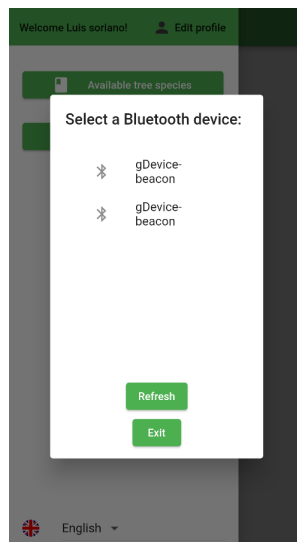 Welcome Luis soriano!
Edit profile
Available tree species
Select a Bluetooth device:
gDevice-
beacon
gDevice-
beacon
Refresh
Exit
English